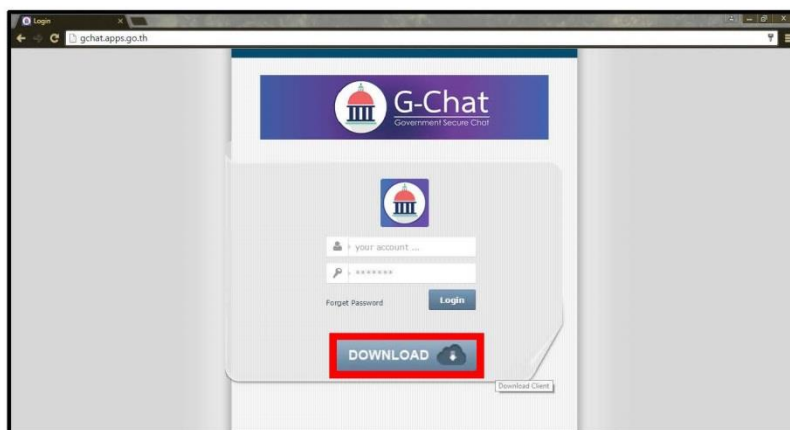 Login
gchat.apps.go.th
G-Chat
Government Secure Chat
your account ...
*******
Forget Password
Login
DOWNLOAD
Download Client